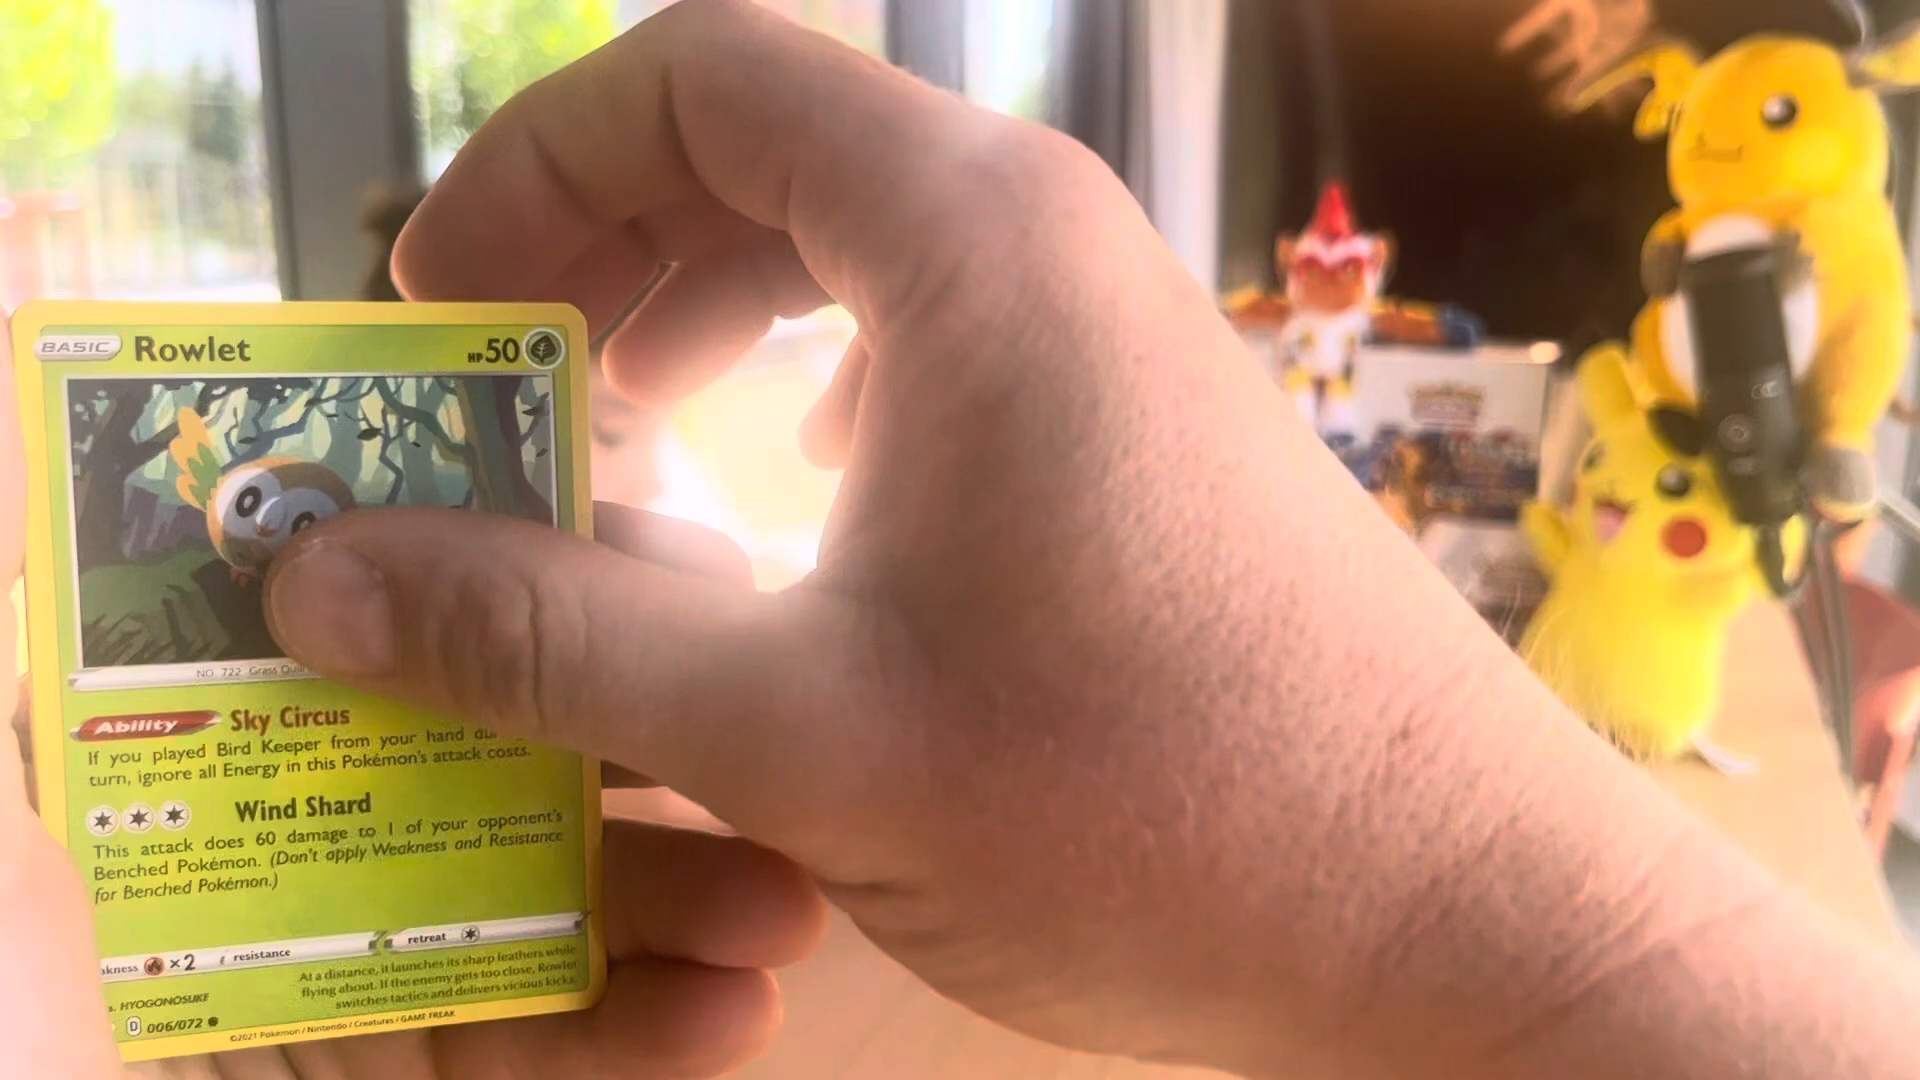 BASIC Rowlet HP 50
NO. 722 Grass
Ability Sky Circus
If you played Bird Keeper from your hand
turn, ignore all Energy in this Pokémon's attack costs.
Wind Shard
This attack does 60 damage to 1 of your opponent's
Benched Pokémon. (Don't apply Weakness and Resistance
for Benched Pokémon.)
×2 resistance retreat
At a distance, it launches its sharp feathers while
flying about. If the enemy gets too close, Rowlet
switches tactics and delivers vicious kicks.
s. HYOGONOSUKE
D 006/072
©2021 Pokémon / Nintendo / Creatures / GAME FREAK